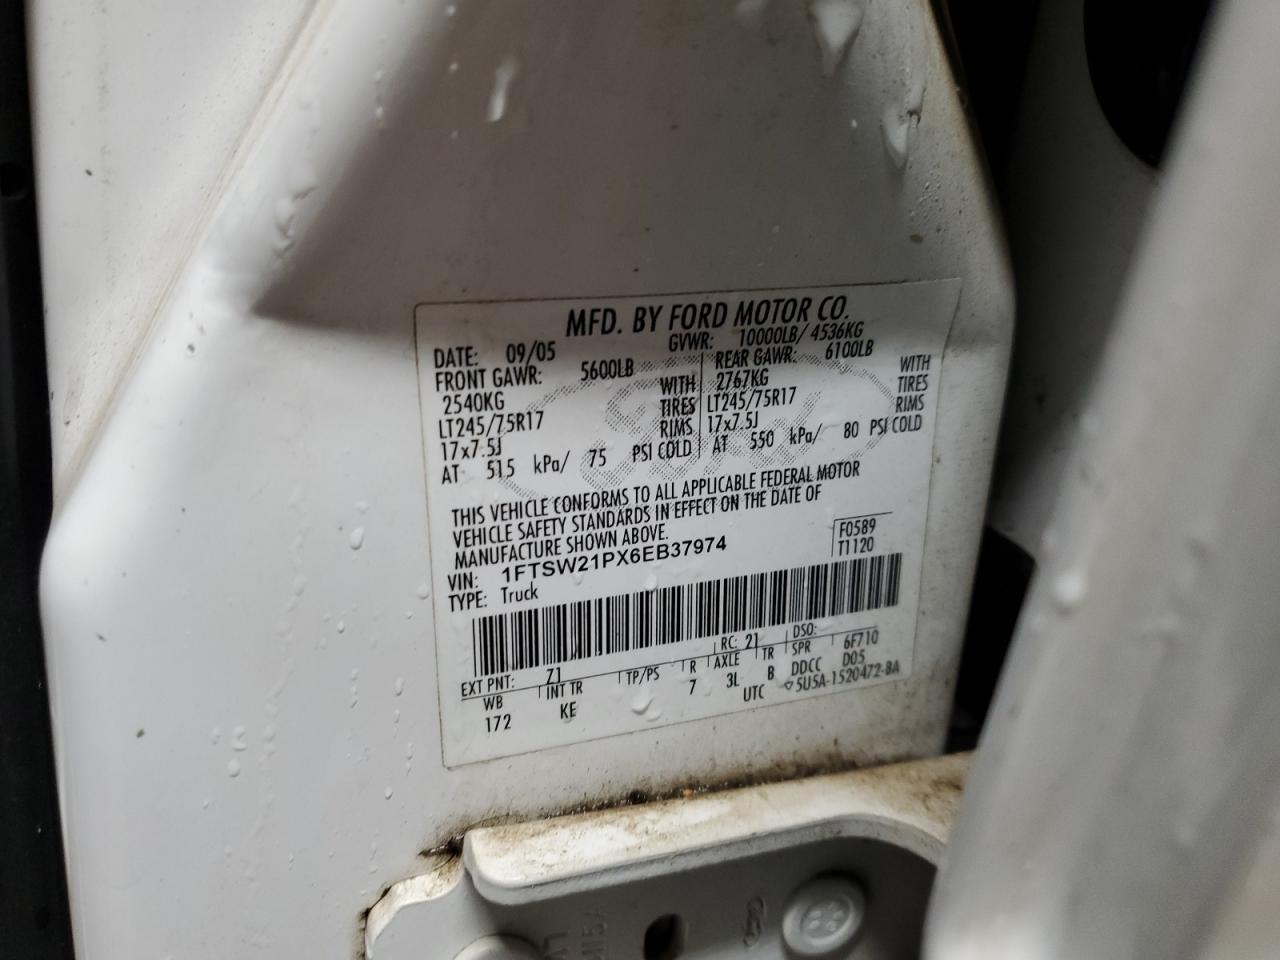 MFD. BY FORD MOTOR CO.
DATE: 09/05 GVWR: 10000LB/ 4536KG
FRONT GAWR: 5600LB REAR GAWR: 6100LB
2540KG WITH 2767KG WITH
LT245/75R17 TIRES LT245/75R17 TIRES
17x7.5J RIMS 17x7.5J RIMS
AT 515 kPa/ 75 PSI COLD AT 550 kPa/ 80 PSI COLD
THIS VEHICLE CONFORMS TO ALL APPLICABLE FEDERAL MOTOR
VEHICLE SAFETY STANDARDS IN EFFECT ON THE DATE OF
MANUFACTURE SHOWN ABOVE.
VIN: 1FTSW21PX6EB37974 F0589
TYPE: Truck T1120
EXT PNT: Z1 RC: 21 DSO:
WB INT TR TP/PS R AXLE TR SPR 6F710
172 KE 7 3L B DDCC D05
UTC 5U5A-1520472-BA